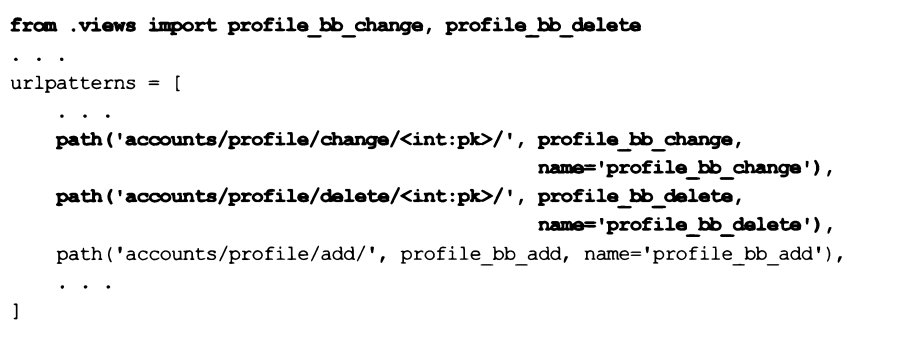 from .views import profile_bb_change, profile_bb_delete
. . .
urlpatterns = [
    . . .
    path('accounts/profile/change/<int:pk>/', profile_bb_change,
                                              name='profile_bb_change'),
    path('accounts/profile/delete/<int:pk>/', profile_bb_delete,
                                              name='profile_bb_delete'),
    path('accounts/profile/add/', profile_bb_add, name='profile_bb_add'),
    . . .
]